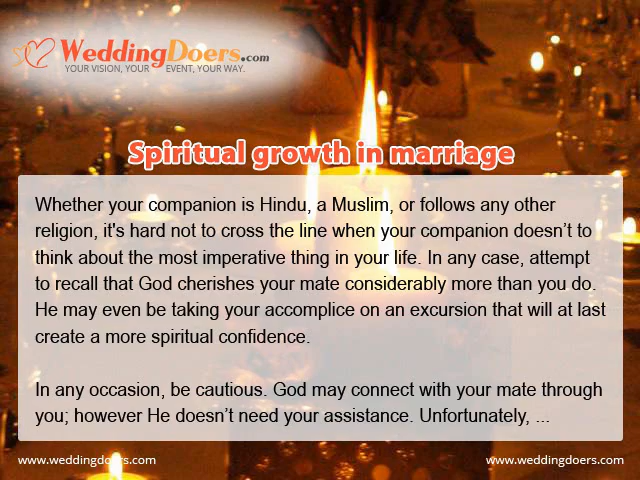 WeddingDoers.com
YOUR VISION, YOUR EVENT, YOUR WAY.
Spiritual growth in marriage
Whether your companion is Hindu, a Muslim, or follows any other
religion, it's hard not to cross the line when your companion doesn’t to
think about the most imperative thing in your life. In any case, attempt
to recall that God cherishes your mate considerably more than you do.
He may even be taking your accomplice on an excursion that will at last
create a more spiritual confidence.
In any occasion, be cautious. God may connect with your mate through
you; however He doesn’t need your assistance. Unfortunately, ...
www.weddingdoers.com
www.weddingdoers.com